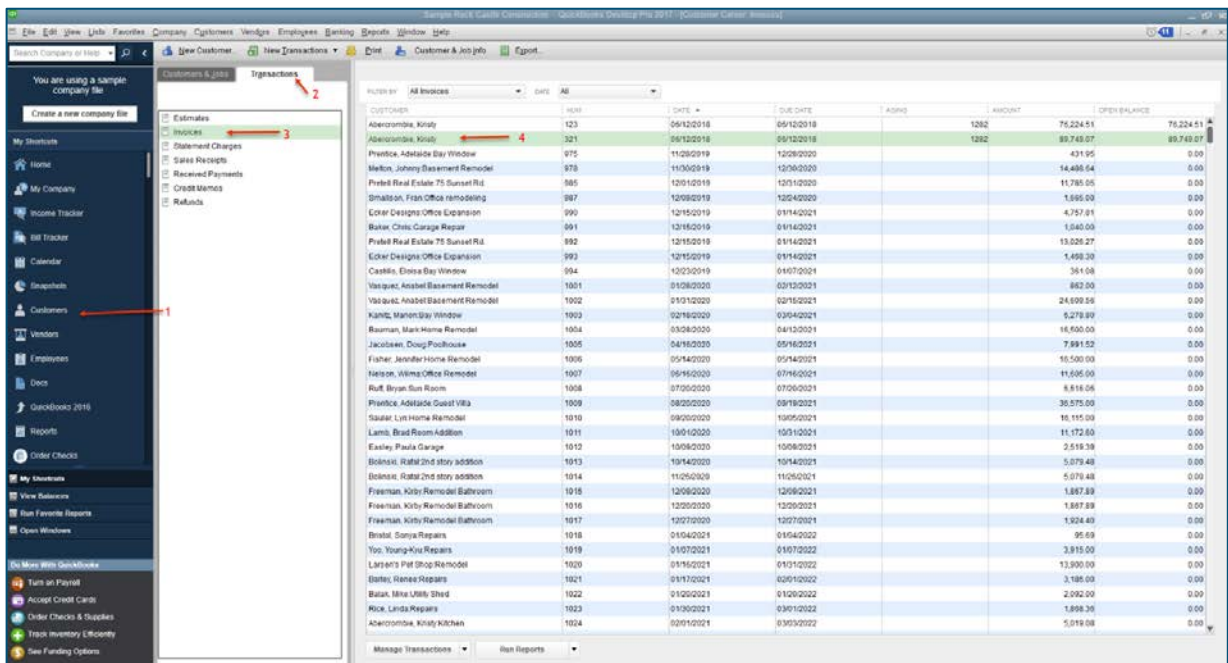 Sample Rock Castle Construction - QuickBooks Desktop Pro 2017 - [Customer Center: Invoices]
File Edit View Lists Favorites Company Customers Vendors Employees Banking Reports Window Help
Search Company or Help
New Customer... New Transactions Print... Customer & Job Info Export...
You are using a sample company file
Create a new company file
My Shortcuts
Home
My Company
Income Tracker
Bill Tracker
Calendar
Snapshots
Customers 1
Vendors
Employees
Docs
QuickBooks 2016
Reports
Order Checks
My Shortcuts
View Balances
Run Favorite Reports
Open Windows
Do More With QuickBooks
Turn on Payroll
Accept Credit Cards
Order Checks & Supplies
Track Inventory Efficiently
See Funding Options
Customers & Jobs Transactions
2
Estimates
Invoices 3
Statement Charges
Sales Receipts
Received Payments
Credit Memos
Refunds
FILTER BY All Invoices DATE All
CUSTOMER NUM DATE DUE DATE AGING AMOUNT OPEN BALANCE
Abercrombie, Kristy 123 06/12/2018 06/12/2018 1282 76,224.51 76,224.51
Abercrombie, Kristy 4 321 06/12/2018 06/12/2018 1282 89,749.07 89,749.07
Prentice, Adelaide:Bay Window 975 11/28/2019 12/28/2020 431.95 0.00
Melton, Johnny:Basement Remodel 978 11/30/2019 12/30/2020 14,408.64 0.00
Pretell Real Estate:75 Sunset Rd. 985 12/01/2019 12/31/2020 11,785.05 0.00
Smallson, Fran:Office remodeling 987 12/09/2019 12/24/2020 1,665.00 0.00
Ecker Designs:Office Expansion 990 12/15/2019 01/14/2021 4,757.01 0.00
Baker, Chris:Garage Repair 991 12/15/2019 01/14/2021 1,040.00 0.00
Pretell Real Estate:75 Sunset Rd. 992 12/15/2019 01/14/2021 13,026.27 0.00
Ecker Designs:Office Expansion 993 12/15/2019 01/14/2021 1,468.30 0.00
Castillo, Eloisa:Bay Window 994 12/23/2019 01/07/2021 361.08 0.00
Vasquez, Anabel:Basement Remodel 1001 01/28/2020 02/12/2021 862.00 0.00
Vasquez, Anabel:Basement Remodel 1002 01/31/2020 02/15/2021 24,609.56 0.00
Kanitz, Manon:Bay Window 1003 02/18/2020 03/04/2021 6,279.80 0.00
Bauman, Mark:Home Remodel 1004 03/28/2020 04/12/2021 16,500.00 0.00
Jacobsen, Doug:Poolhouse 1005 04/16/2020 05/16/2021 7,991.52 0.00
Fisher, Jennifer:Home Remodel 1006 05/14/2020 05/14/2021 16,500.00 0.00
Nelson, Wilma:Office Remodel 1007 06/16/2020 07/16/2021 11,605.00 0.00
Ruff, Bryan:Sun Room 1008 07/20/2020 07/20/2021 5,516.06 0.00
Prentice, Adelaide:Guest Villa 1009 08/20/2020 09/19/2021 36,575.00 0.00
Sauter, Lyn:Home Remodel 1010 09/20/2020 10/05/2021 16,115.00 0.00
Lamb, Brad:Room Addition 1011 10/01/2020 10/31/2021 11,172.60 0.00
Easley, Paula:Garage 1012 10/09/2020 10/09/2021 2,519.39 0.00
Bolinski, Rafal:2nd story addition 1013 10/14/2020 10/14/2021 5,079.48 0.00
Bolinski, Rafal:2nd story addition 1014 11/25/2020 11/25/2021 5,079.48 0.00
Freeman, Kirby:Remodel Bathroom 1015 12/09/2020 12/09/2021 1,867.89 0.00
Freeman, Kirby:Remodel Bathroom 1016 12/20/2020 12/20/2021 1,867.89 0.00
Freeman, Kirby:Remodel Bathroom 1017 12/27/2020 12/27/2021 1,924.40 0.00
Bristol, Sonya:Repairs 1018 01/04/2021 01/04/2022 95.69 0.00
Yoo, Young-Kyu:Repairs 1019 01/07/2021 01/07/2022 3,915.00 0.00
Larsen's Pet Shop:Remodel 1020 01/16/2021 01/31/2022 13,900.00 0.00
Barley, Renee:Repairs 1021 01/17/2021 02/01/2022 3,186.00 0.00
Balak, Mike:Utility Shed 1022 01/20/2021 01/20/2022 2,092.00 0.00
Rice, Linda:Repairs 1023 01/30/2021 03/01/2022 1,868.36 0.00
Abercrombie, Kristy:Kitchen 1024 02/01/2021 03/03/2022 5,019.08 0.00
Manage Transactions Run Reports